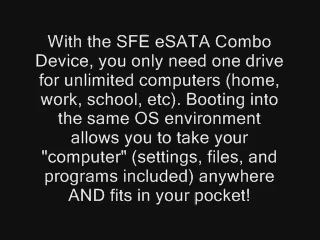 With the SFE eSATA Combo
Device, you only need one drive
for unlimited computers (home,
work, school, etc). Booting into
the same OS environment
allows you to take your
"computer" (settings, files, and
programs included) anywhere
AND fits in your pocket!